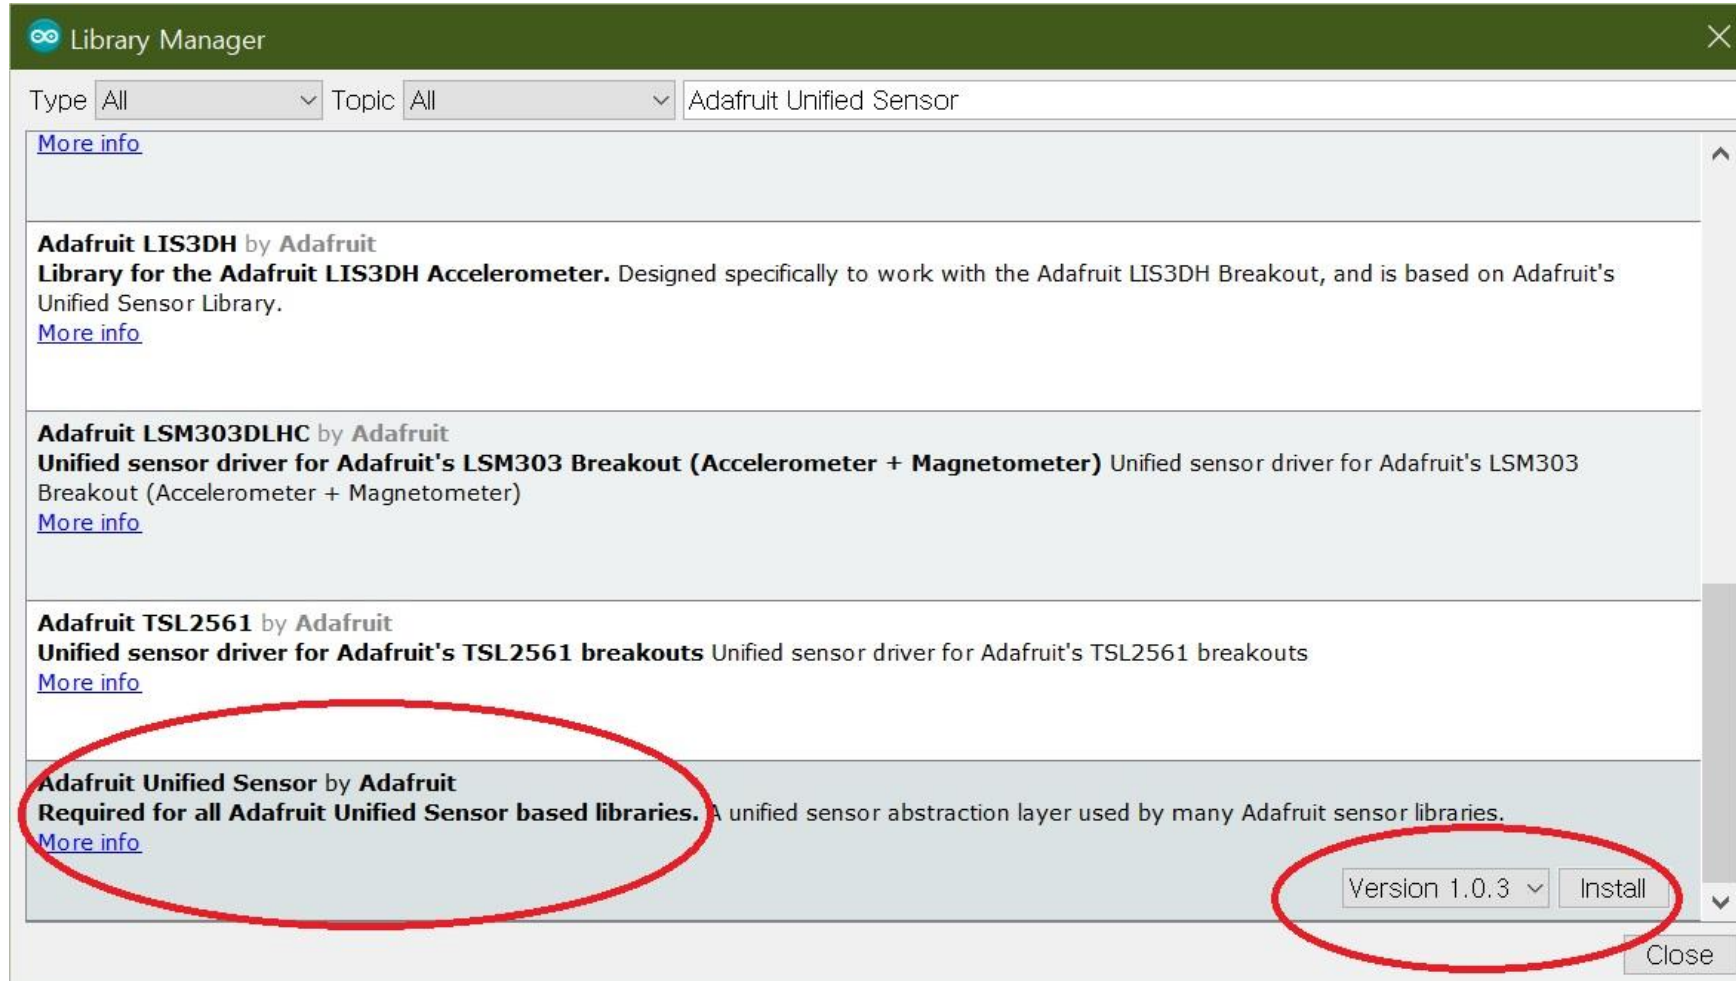 Library Manager
Type All Topic All Adafruit Unified Sensor
More info
Adafruit LIS3DH by Adafruit
Library for the Adafruit LIS3DH Accelerometer. Designed specifically to work with the Adafruit LIS3DH Breakout, and is based on Adafruit's
Unified Sensor Library.
More info
Adafruit LSM303DLHC by Adafruit
Unified sensor driver for Adafruit's LSM303 Breakout (Accelerometer + Magnetometer) Unified sensor driver for Adafruit's LSM303
Breakout (Accelerometer + Magnetometer)
More info
Adafruit TSL2561 by Adafruit
Unified sensor driver for Adafruit's TSL2561 breakouts Unified sensor driver for Adafruit's TSL2561 breakouts
More info
Adafruit Unified Sensor by Adafruit
Required for all Adafruit Unified Sensor based libraries. A unified sensor abstraction layer used by many Adafruit sensor libraries.
More info
Version 1.0.3 Install
Close